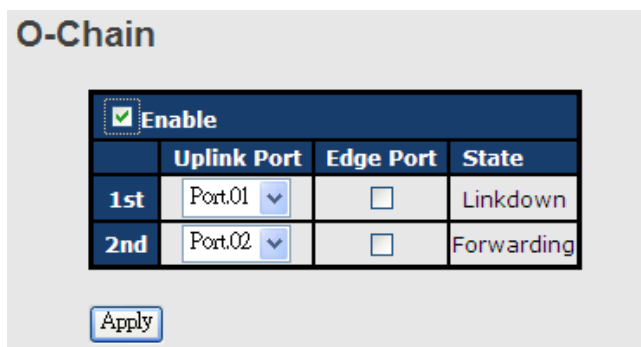 O-Chain
Enable
Uplink Port Edge Port State
1st Port.01 Linkdown
2nd Port.02 Forwarding
Apply